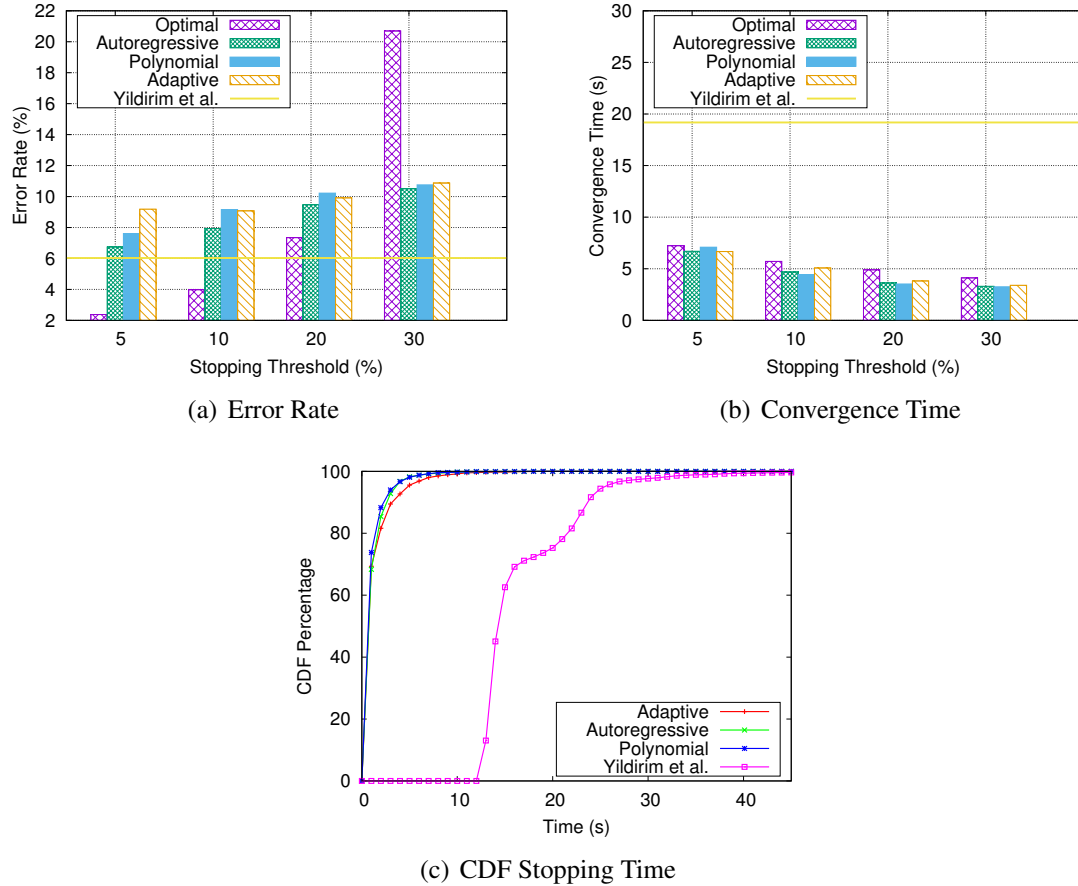 22
20
18
16
14
12
10
8
6
4
2
Error Rate (%)
Optimal
Autoregressive
Polynomial
Adaptive
Yildirim et al.
5 10 20 30
Stopping Threshold (%)
(a) Error Rate
30
25
20
15
10
5
0
Convergence Time (s)
Optimal
Autoregressive
Polynomial
Adaptive
Yildirim et al.
5 10 20 30
Stopping Threshold (%)
(b) Convergence Time
100
80
60
40
20
0
CDF Percentage
Adaptive
Autoregressive
Polynomial
Yildirim et al.
0 10 20 30 40
Time (s)
(c) CDF Stopping Time